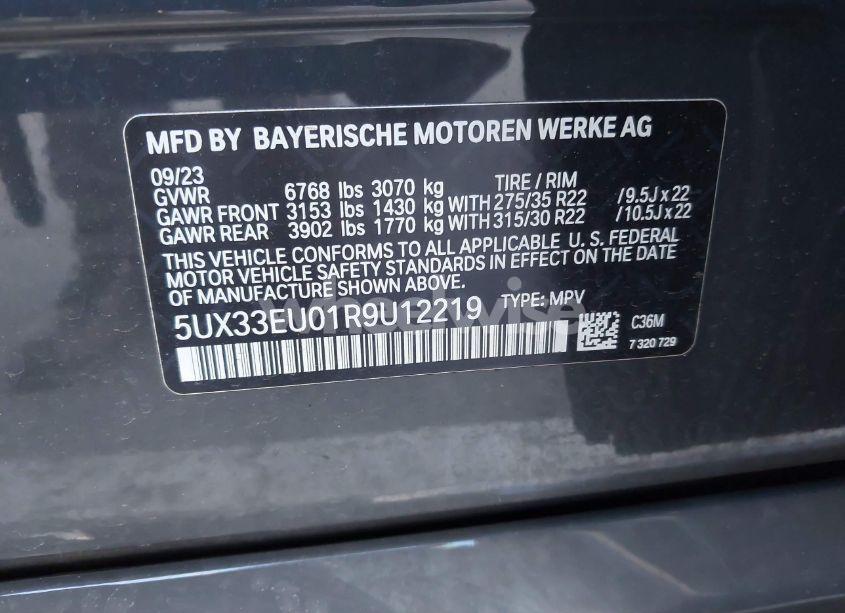 MFD BY BAYERISCHE MOTOREN WERKE AG
09/23 TIRE / RIM
GVWR 6768 lbs 3070 kg
GAWR FRONT 3153 lbs 1430 kg WITH 275/35 R22 /9.5J x 22
GAWR REAR 3902 lbs 1770 kg WITH 315/30 R22 /10.5J x 22
THIS VEHICLE CONFORMS TO ALL APPLICABLE U. S. FEDERAL
MOTOR VEHICLE SAFETY STANDARDS IN EFFECT ON THE DATE
OF MANUFACTURE SHOWN ABOVE.
5UX33EU01R9U12219 TYPE: MPV
C36M
7 320 729
wheelwise